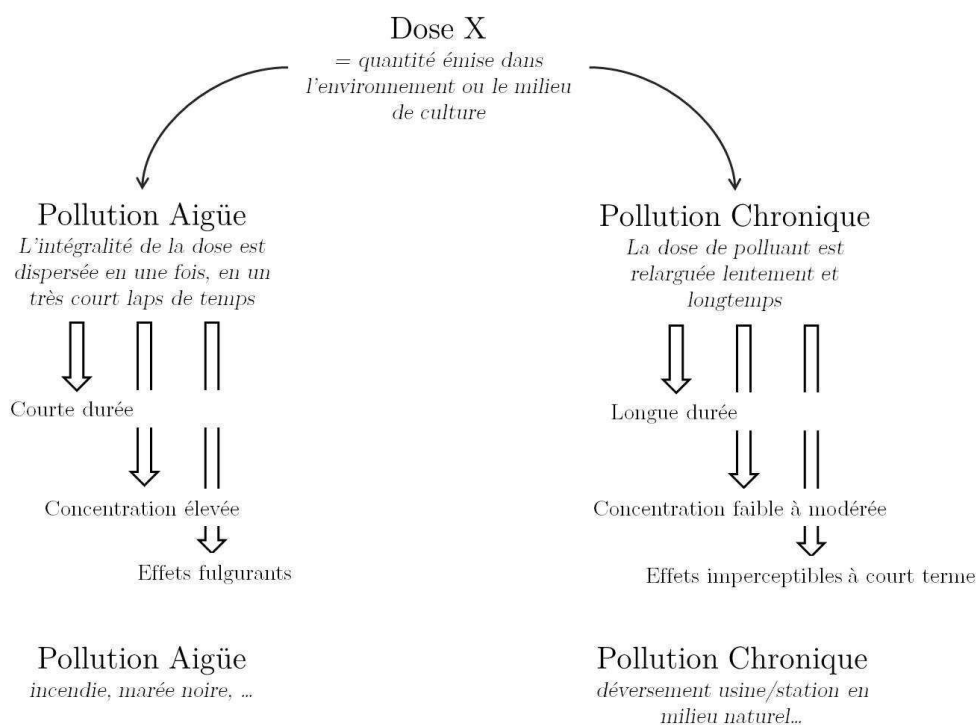 Dose X
= quantité émise dans
l'environnement ou le milieu
de culture
Pollution Aigüe
L'intégralité de la dose est
dispersée en une fois, en un
très court laps de temps
Courte durée
Concentration élevée
Effets fulgurants
Pollution Aigüe
incendie, marée noire, ...
Pollution Chronique
La dose de polluant est
relarguée lentement et
longtemps
Longue durée
Concentration faible à modérée
Effets imperceptibles à court terme
Pollution Chronique
déversement usine/station en
milieu naturel...